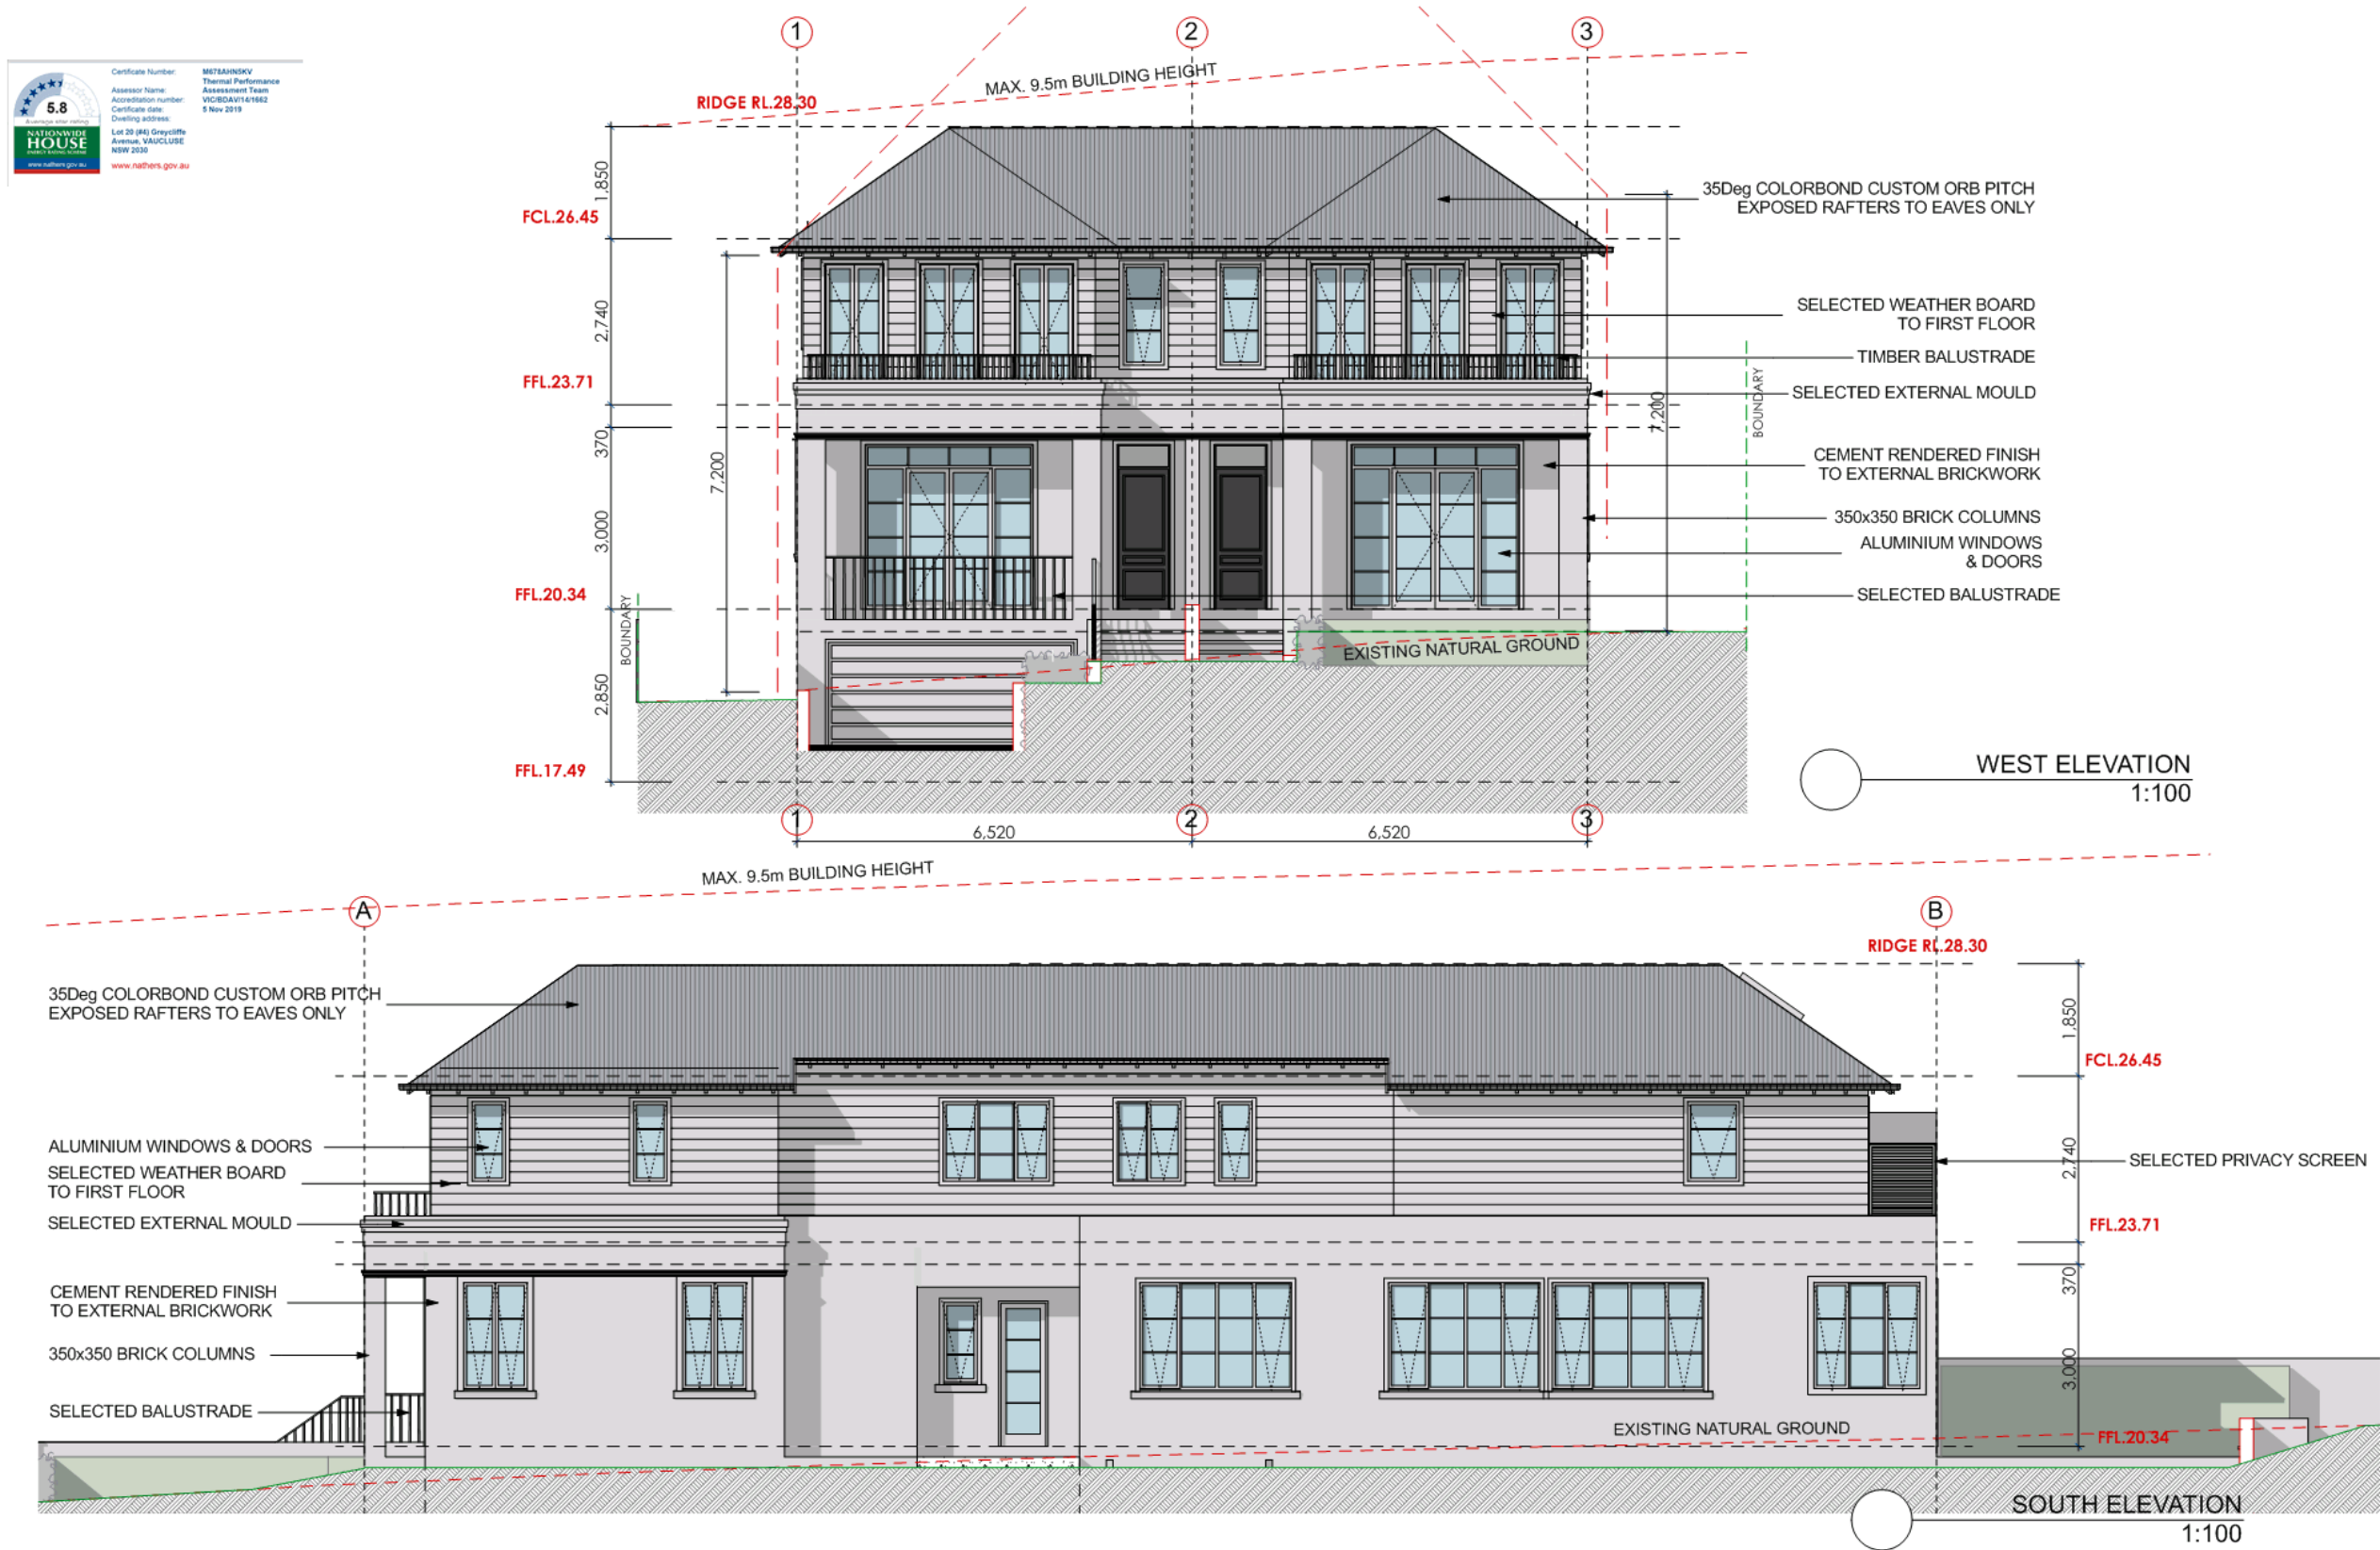 5.8
Average star rating
NATIONWIDE
HOUSE
ENERGY RATING SCHEME
www.nathers.gov.au
Certificate Number: M678AHN5KV
Thermal Performance
Assessor Name: Assessment Team
Accreditation number: VIC/BDAV/14/1662
Certificate date: 5 Nov 2019
Dwelling address:
Lot 20 (#4) Greycliffe
Avenue, VAUCLUSE
NSW 2030
www.nathers.gov.au
1
2
3
MAX. 9.5m BUILDING HEIGHT
RIDGE RL.28.30
1,850
FCL.26.45
2,740
FFL.23.71
370
3,000
FFL.20.34
2,850
FFL.17.49
7,200
7,200
BOUNDARY
BOUNDARY
35Deg COLORBOND CUSTOM ORB PITCH
EXPOSED RAFTERS TO EAVES ONLY
SELECTED WEATHER BOARD
TO FIRST FLOOR
TIMBER BALUSTRADE
SELECTED EXTERNAL MOULD
CEMENT RENDERED FINISH
TO EXTERNAL BRICKWORK
350x350 BRICK COLUMNS
ALUMINIUM WINDOWS
& DOORS
SELECTED BALUSTRADE
EXISTING NATURAL GROUND
WEST ELEVATION
1:100
1
2
3
6,520
6,520
MAX. 9.5m BUILDING HEIGHT
A
B
RIDGE RL.28.30
35Deg COLORBOND CUSTOM ORB PITCH
EXPOSED RAFTERS TO EAVES ONLY
1,850
FCL.26.45
ALUMINIUM WINDOWS & DOORS
SELECTED WEATHER BOARD
TO FIRST FLOOR
SELECTED EXTERNAL MOULD
2,740
SELECTED PRIVACY SCREEN
FFL.23.71
370
CEMENT RENDERED FINISH
TO EXTERNAL BRICKWORK
350x350 BRICK COLUMNS
3,000
SELECTED BALUSTRADE
EXISTING NATURAL GROUND
FFL.20.34
SOUTH ELEVATION
1:100